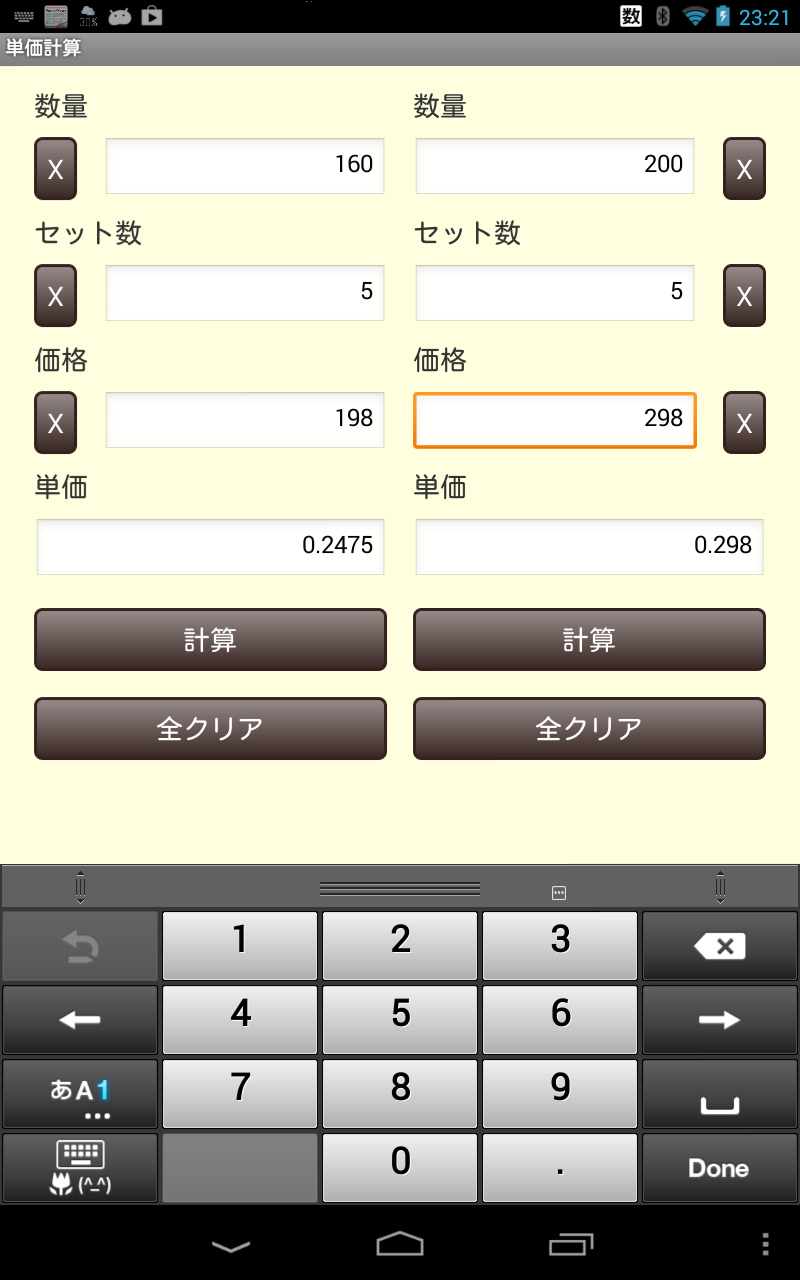 数 23:21
単価計算
数量 数量
X 160 200 X
セット数 セット数
X 5 5 X
価格 価格
X 198 298 X
単価 単価
0.2475 0.298
計算 計算
全クリア 全クリア
1 2 3
4 5 6
あA1 7 8 9
...
(^_^) 0 . Done